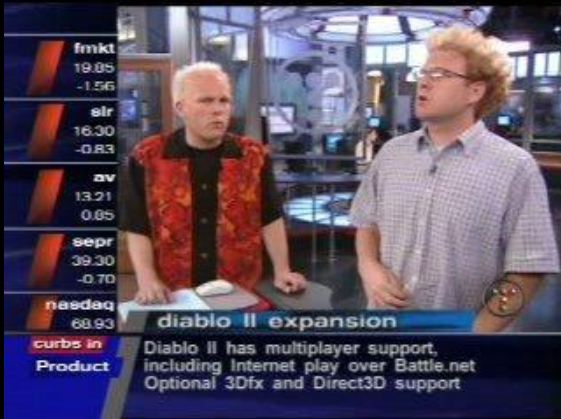 fmkt
19.85
-1.56
slr
16.30
-0.83
av
13.21
0.85
sepr
39.30
-0.70
nasdaq
68.93
diablo II expansion
curbs in
Product
Diablo II has multiplayer support,
including Internet play over Battle.net
Optional 3Dfx and Direct3D support